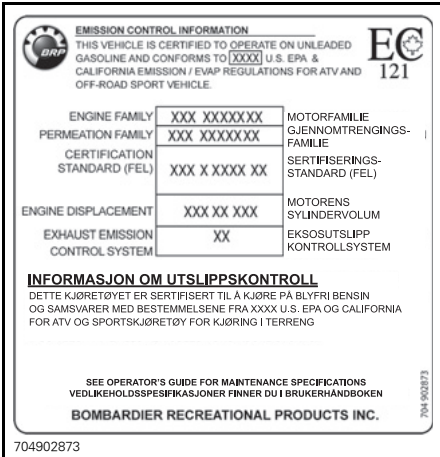 BRP
EMISSION CONTROL INFORMATION
THIS VEHICLE IS CERTIFIED TO OPERATE ON UNLEADED
GASOLINE AND CONFORMS TO XXXX U.S. EPA &
CALIFORNIA EMISSION / EVAP REGULATIONS FOR ATV AND
OFF-ROAD SPORT VEHICLE.
EC
121
ENGINE FAMILY XXX XXXXXXX MOTORFAMILIE
PERMEATION FAMILY XXX XXXXXXX GJENNOMTRENGINGS-
FAMILIE
CERTIFICATION SERTIFISERINGS-
STANDARD (FEL) XXX X XXXX XX STANDARD (FEL)
ENGINE DISPLACEMENT XXX XX XXX MOTORENS
SYLINDERVOLUM
EXHAUST EMISSION XX EKSOSUTSLIPP
CONTROL SYSTEM KONTROLLSYSTEM
INFORMASJON OM UTSLIPPSKONTROLL
DETTE KJØRETØYET ER SERTIFISERT TIL Å KJØRE PÅ BLYFRI BENSIN
OG SAMSVARER MED BESTEMMELSENE FRA XXXX U.S. EPA OG CALIFORNIA
FOR ATV OG SPORTSKJØRETØY FOR KJØRING I TERRENG
SEE OPERATOR'S GUIDE FOR MAINTENANCE SPECIFICATIONS
VEDLIKEHOLDSSPESIFIKASJONER FINNER DU I BRUKERHÅNDBOKEN
BOMBARDIER RECREATIONAL PRODUCTS INC.
704 902873
704902873